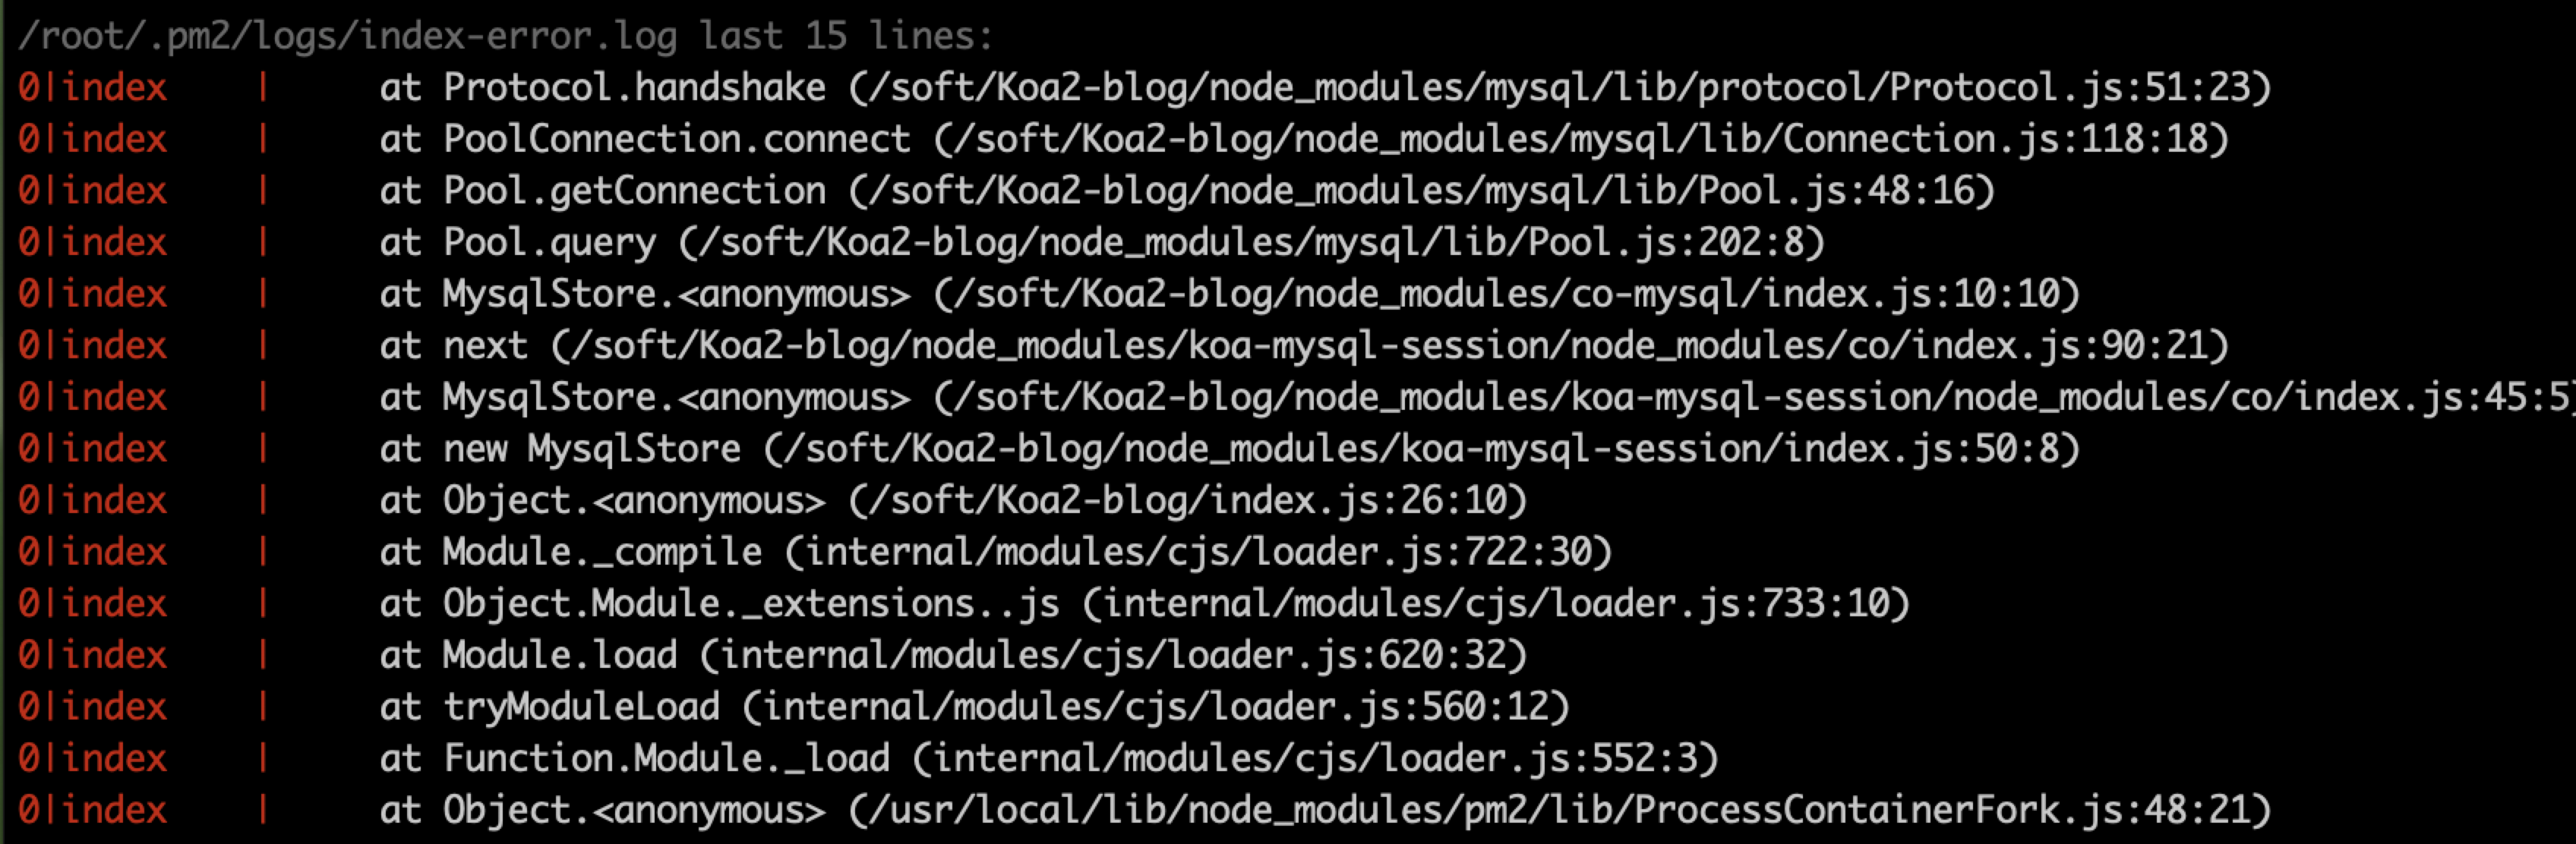 /root/.pm2/logs/index-error.log last 15 lines:
0|index    |     at Protocol.handshake (/soft/Koa2-blog/node_modules/mysql/lib/protocol/Protocol.js:51:23)
0|index    |     at PoolConnection.connect (/soft/Koa2-blog/node_modules/mysql/lib/Connection.js:118:18)
0|index    |     at Pool.getConnection (/soft/Koa2-blog/node_modules/mysql/lib/Pool.js:48:16)
0|index    |     at Pool.query (/soft/Koa2-blog/node_modules/mysql/lib/Pool.js:202:8)
0|index    |     at MysqlStore.<anonymous> (/soft/Koa2-blog/node_modules/co-mysql/index.js:10:10)
0|index    |     at next (/soft/Koa2-blog/node_modules/koa-mysql-session/node_modules/co/index.js:90:21)
0|index    |     at MysqlStore.<anonymous> (/soft/Koa2-blog/node_modules/koa-mysql-session/node_modules/co/index.js:45:5)
0|index    |     at new MysqlStore (/soft/Koa2-blog/node_modules/koa-mysql-session/index.js:50:8)
0|index    |     at Object.<anonymous> (/soft/Koa2-blog/index.js:26:10)
0|index    |     at Module._compile (internal/modules/cjs/loader.js:722:30)
0|index    |     at Object.Module._extensions..js (internal/modules/cjs/loader.js:733:10)
0|index    |     at Module.load (internal/modules/cjs/loader.js:620:32)
0|index    |     at tryModuleLoad (internal/modules/cjs/loader.js:560:12)
0|index    |     at Function.Module._load (internal/modules/cjs/loader.js:552:3)
0|index    |     at Object.<anonymous> (/usr/local/lib/node_modules/pm2/lib/ProcessContainerFork.js:48:21)